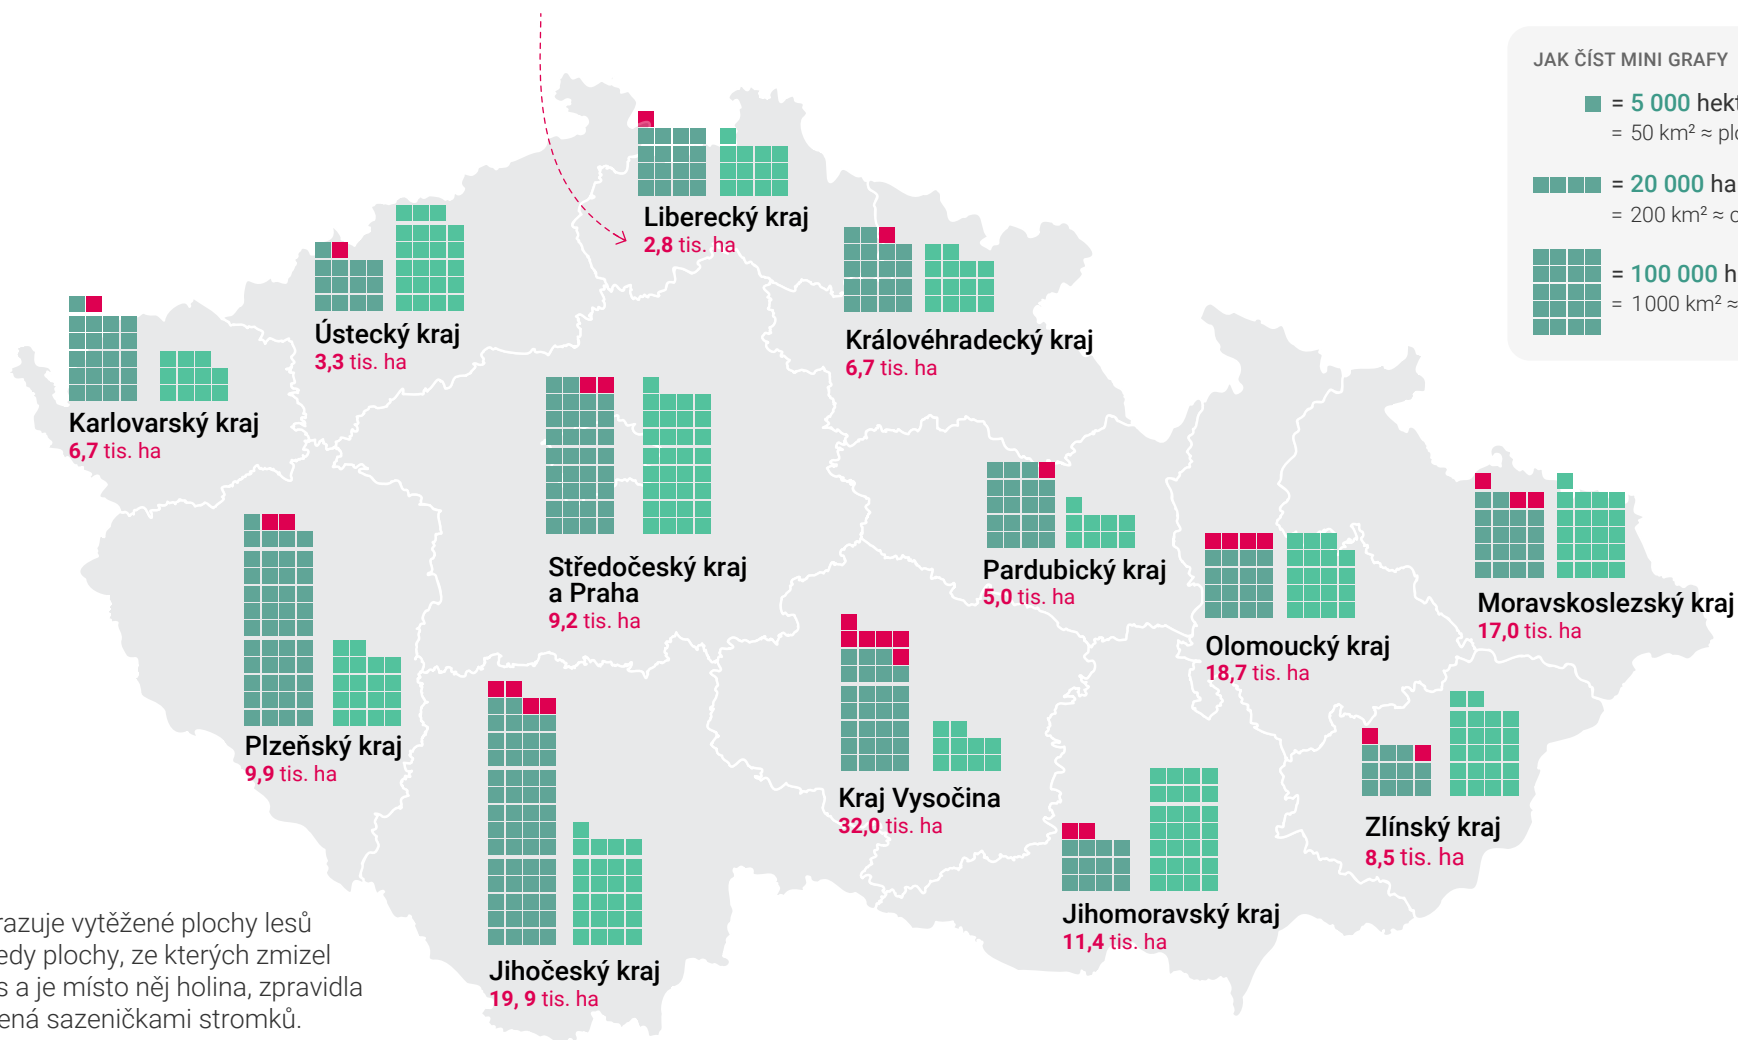 JAK ČÍST MINI GRAFY
= 5 000
= 50 km² ≈
= 20 000 ha
= 200 km² ≈
= 100 000
= 1000 km² ≈
Liberecký kraj
2,8 tis. ha
Ústecký kraj
3,3 tis. ha
Královéhradecký kraj
6,7 tis. ha
Karlovarský kraj
6,7 tis. ha
Středočeský kraj
a Praha
9,2 tis. ha
Pardubický kraj
5,0 tis. ha
Moravskoslezský kraj
17,0 tis. ha
Olomoucký kraj
18,7 tis. ha
Plzeňský kraj
9,9 tis. ha
Kraj Vysočina
32,0 tis. ha
Zlínský kraj
8,5 tis. ha
Jihomoravský kraj
11,4 tis. ha
Jihočeský kraj
19, 9 tis. ha
razuje vytěžené plochy lesů
edy plochy, ze kterých zmizel
s a je místo něj holina, zpravidla
ená sazeničkami stromků.